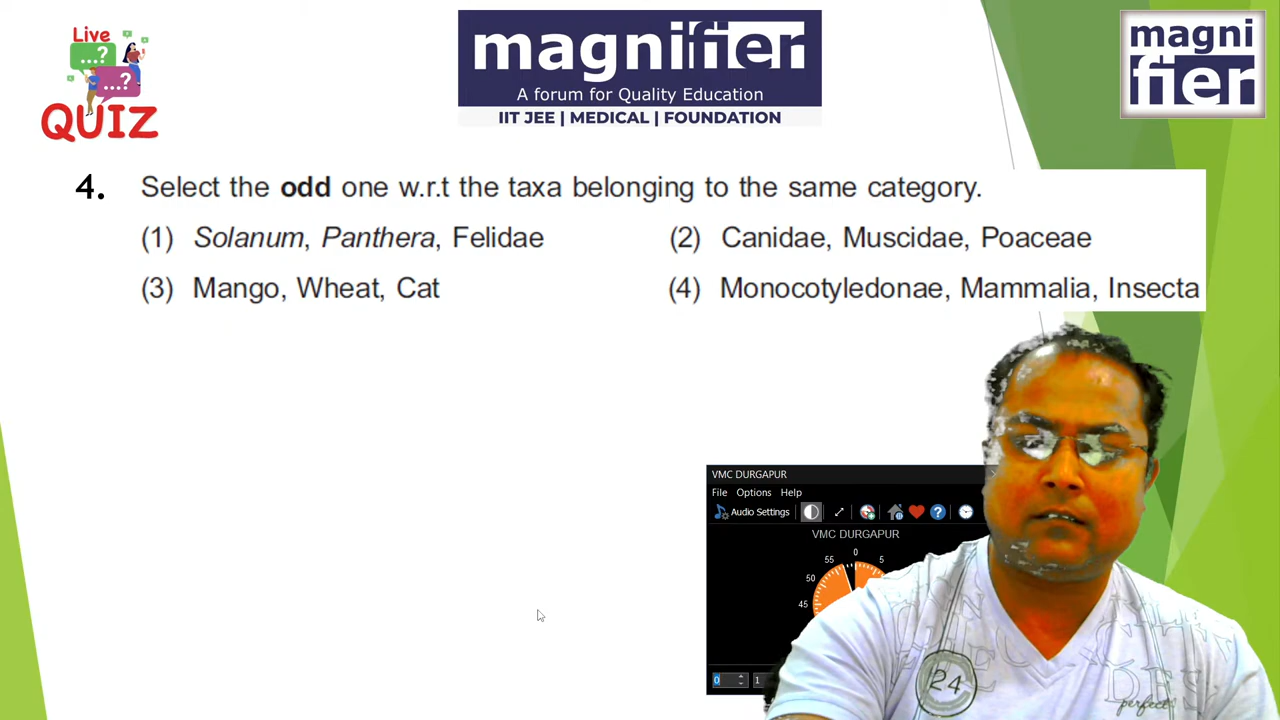 Live
...?
...?
QUIZ
magnifier
A forum for Quality Education
IIT JEE | MEDICAL | FOUNDATION
magni
fier
4. Select the odd one w.r.t the taxa belonging to the same category.
(1) Solanum, Panthera, Felidae (2) Canidae, Muscidae, Poaceae
(3) Mango, Wheat, Cat (4) Monocotyledonae, Mammalia, Insecta
VMC DURGAPUR
File Options Help
Audio Settings
VMC DURGAPUR
55 0 5
50
45
0 1
24
perfect